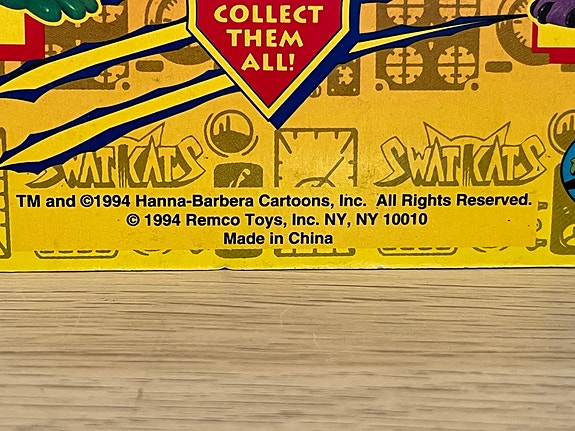 COLLECT
THEM
ALL!
SWAT KATS SWAT KATS
TM and ©1994 Hanna-Barbera Cartoons, Inc. All Rights Reserved.
© 1994 Remco Toys, Inc. NY, NY 10010
Made in China